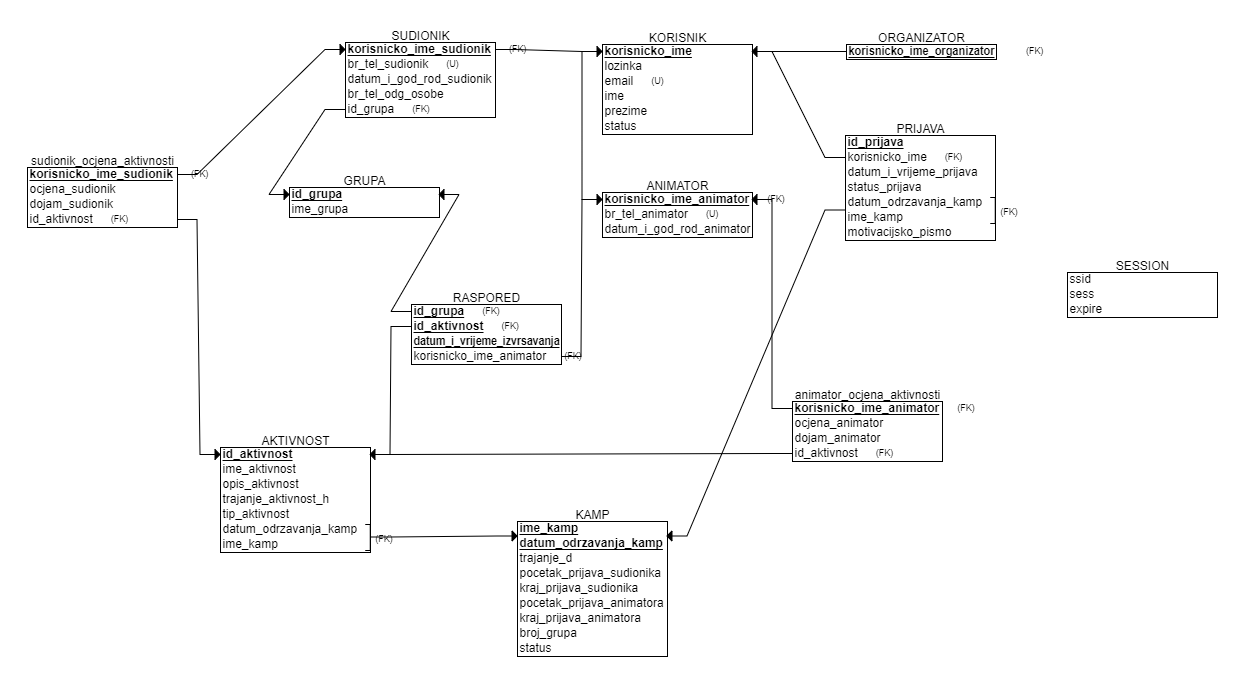 SUDIONIK
korisnicko_ime_sudionik (FK)
br_tel_sudionik (U)
datum_i_god_rod_sudionik
br_tel_odg_osobe
id_grupa (FK)
KORISNIK
korisnicko_ime
lozinka
email (U)
ime
prezime
status
ORGANIZATOR
korisnicko_ime_organizator (FK)
PRIJAVA
id_prijava
korisnicko_ime (FK)
datum_i_vrijeme_prijava
status_prijava
datum_odrzavanja_kamp
ime_kamp
(FK)
motivacijsko_pismo
sudionik_ocjena_aktivnosti
korisnicko_ime_sudionik (FK)
ocjena_sudionik
dojam_sudionik
id_aktivnost (FK)
GRUPA
id_grupa
ime_grupa
ANIMATOR
korisnicko_ime_animator (FK)
br_tel_animator (U)
datum_i_god_rod_animator
SESSION
ssid
sess
expire
RASPORED
id_grupa (FK)
id_aktivnost (FK)
datum_i_vrijeme_izvrsavanja
korisnicko_ime_animator (FK)
animator_ocjena_aktivnosti
korisnicko_ime_animator (FK)
ocjena_animator
dojam_animator
id_aktivnost (FK)
AKTIVNOST
id_aktivnost
ime_aktivnost
opis_aktivnost
trajanje_aktivnost_h
tip_aktivnost
datum_odrzavanja_kamp
ime_kamp
(FK)
KAMP
ime_kamp
datum_odrzavanja_kamp
trajanje_d
pocetak_prijava_sudionika
kraj_prijava_sudionika
pocetak_prijava_animatora
kraj_prijava_animatora
broj_grupa
status